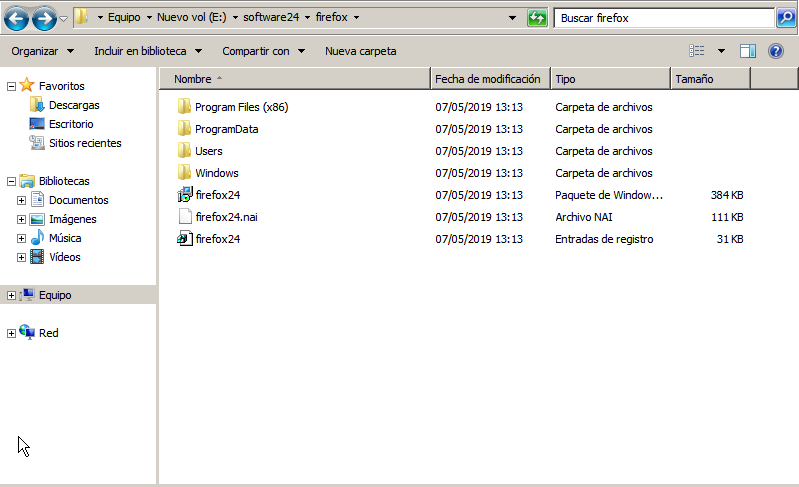 Equipo Nuevo vol (E:) software24 firefox Buscar firefox
Organizar Incluir en biblioteca Compartir con Nueva carpeta
Favoritos
Descargas
Escritorio
Sitios recientes
Bibliotecas
Documentos
Imágenes
Música
Vídeos
Equipo
Red
Nombre Fecha de modificación Tipo Tamaño
Program Files (x86) 07/05/2019 13:13 Carpeta de archivos
ProgramData 07/05/2019 13:13 Carpeta de archivos
Users 07/05/2019 13:13 Carpeta de archivos
Windows 07/05/2019 13:13 Carpeta de archivos
firefox24 07/05/2019 13:13 Paquete de Window... 384 KB
firefox24.nai 07/05/2019 13:13 Archivo NAI 111 KB
firefox24 07/05/2019 13:13 Entradas de registro 31 KB